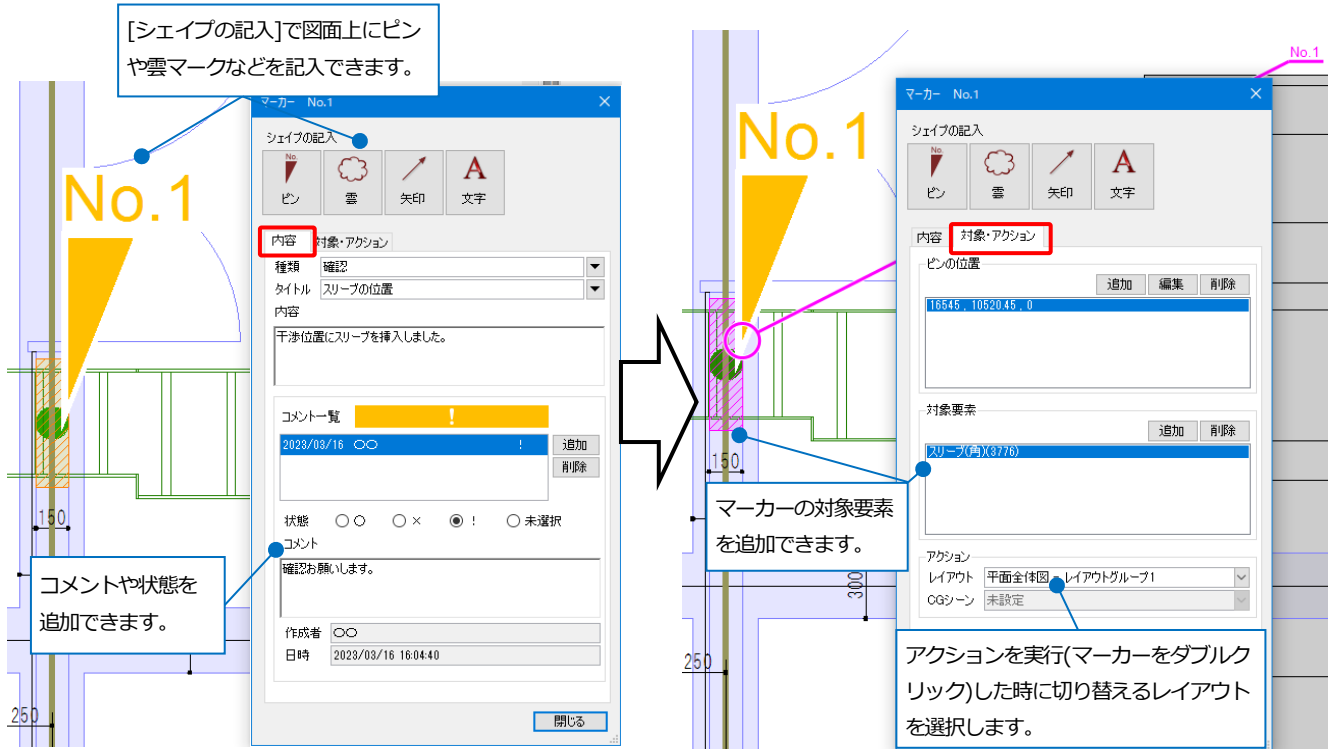 [シェイプの記入]で図面上にピン
や雲マークなどを記入できます。
No.1
マーカー No.1
シェイプの記入
No.
ピン
雲
矢印
A
文字
内容
対象・アクション
種類
確認
タイトル
スリーブの位置
内容
干渉位置にスリーブを挿入しました。
コメント一覧
!
2023/03/16 〇〇 !
追加
削除
状態 ○ × ! 未選択
コメント
確認お願いします。
作成者
〇〇
日時
2023/03/16 16:04:40
閉じる
コメントや状態を
追加できます。
150
250
No.1
No.1
マーカー No.1
シェイプの記入
No.
ピン
雲
矢印
A
文字
内容
対象・アクション
ピンの位置
追加
編集
削除
16545 , 10520.45 , 0
対象要素
追加
削除
スリーブ(角)(3776)
アクション
レイアウト
平面全体図 - レイアウトグループ1
CGシーン
未設定
マーカーの対象要素
を追加できます。
アクションを実行(マーカーをダブルク
リック)した時に切り替えるレイアウト
を選択します。
150
300
250